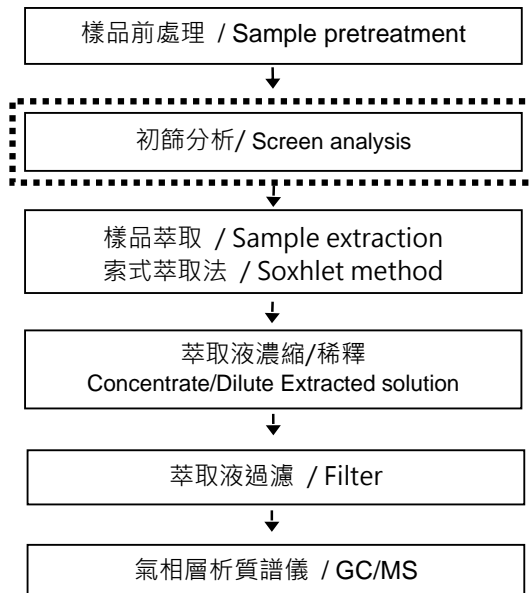 樣品前處理 / Sample pretreatment
初篩分析/ Screen analysis
樣品萃取 / Sample extraction
索式萃取法 / Soxhlet method
萃取液濃縮/稀釋
Concentrate/Dilute Extracted solution
萃取液過濾 / Filter
氣相層析質譜儀 / GC/MS